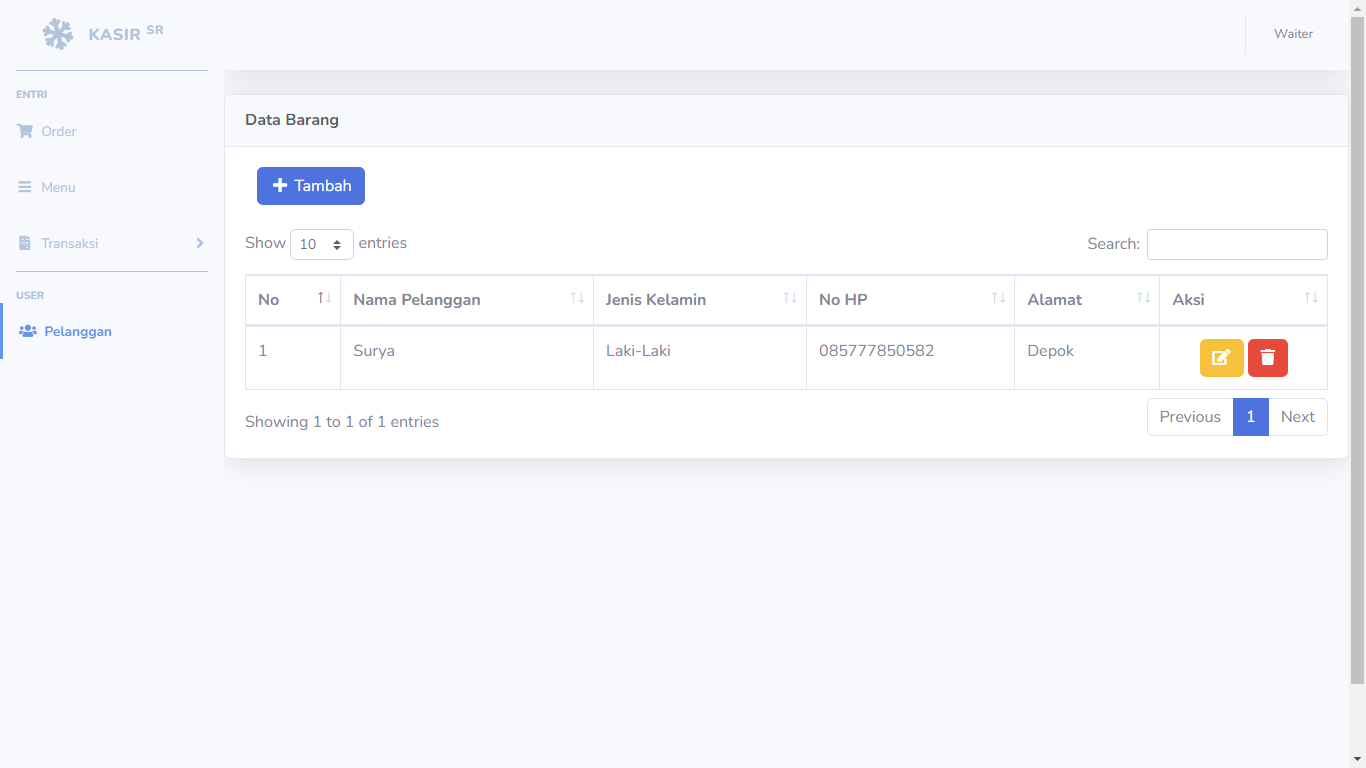 KASIR SR
Waiter
ENTRI
Order
Menu
Transaksi
USER
Pelanggan
Data Barang
Tambah
Show 10 entries
Search:
No Nama Pelanggan Jenis Kelamin No HP Alamat Aksi
1 Surya Laki-Laki 085777850582 Depok
Showing 1 to 1 of 1 entries
Previous 1 Next